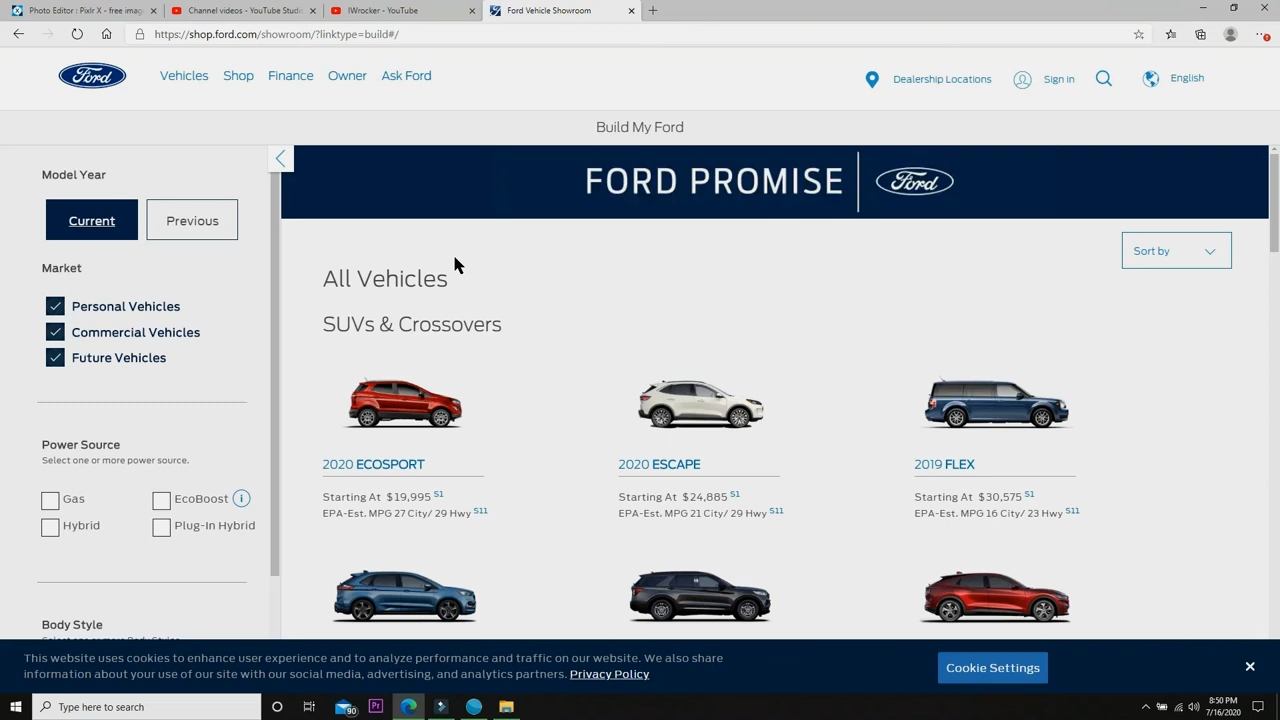 Photo Editor : Pixlr X - free imag
Channel videos - YouTube Studi
IWrocker - YouTube
Ford Vehicle Showroom
https://shop.ford.com/showroom/?linktype=build#/
Ford
Vehicles
Shop
Finance
Owner
Ask Ford
Dealership Locations
Sign in
English
Build My Ford
Model Year
Current
Previous
Market
Personal Vehicles
Commercial Vehicles
Future Vehicles
Power Source
Select one or more power source.
Gas
EcoBoost
Hybrid
Plug-In Hybrid
Body Style
FORD PROMISE
Ford
Sort by
All Vehicles
SUVs & Crossovers
2020 ECOSPORT
Starting At $19,995 S1
EPA-Est. MPG 27 City/ 29 Hwy S11
2020 ESCAPE
Starting At $24,885 S1
EPA-Est. MPG 21 City/ 29 Hwy S11
2019 FLEX
Starting At $30,575 S1
EPA-Est. MPG 16 City/ 23 Hwy S11
This website uses cookies to enhance user experience and to analyze performance and traffic on our website. We also share
information about your use of our site with our social media, advertising, and analytics partners. Privacy Policy
Cookie Settings
Type here to search
90
Pr
8:50 PM
7/16/2020